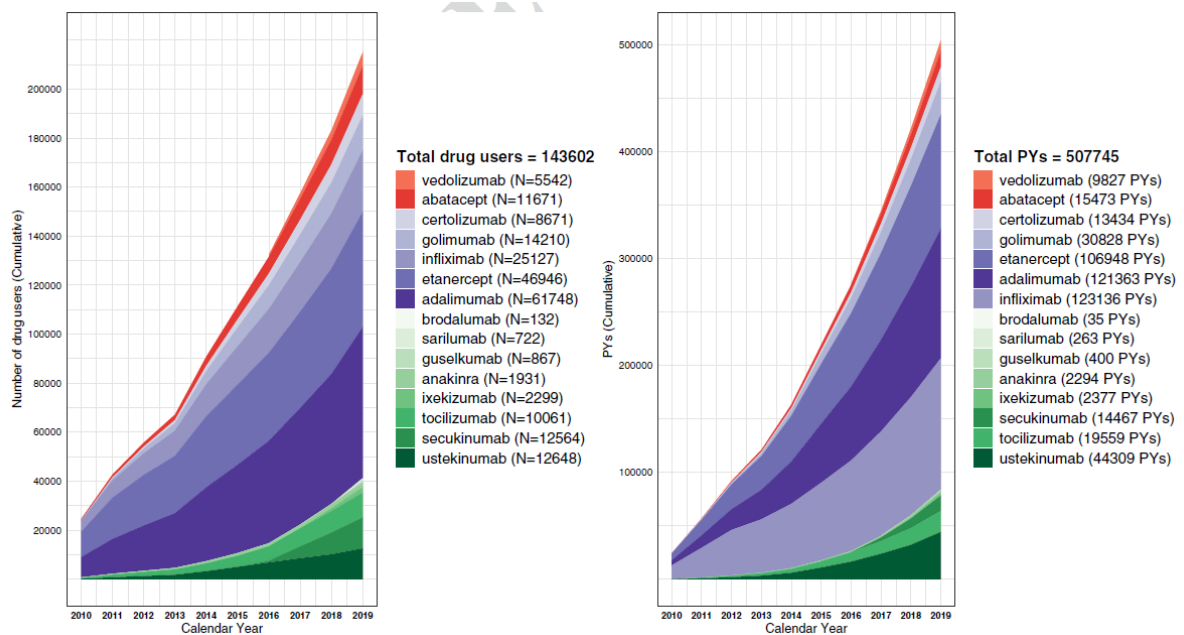 Number of drug users (Cumulative)
200000
180000
160000
140000
120000
100000
80000
60000
40000
20000
2010 2011 2012 2013 2014 2015 2016 2017 2018 2019
Calendar Year
Total drug users = 143602
vedolizumab (N=5542)
abatacept (N=11671)
certolizumab (N=8671)
golimumab (N=14210)
infliximab (N=25127)
etanercept (N=46946)
adalimumab (N=61748)
brodalumab (N=132)
sarilumab (N=722)
guselkumab (N=867)
anakinra (N=1931)
ixekizumab (N=2299)
tocilizumab (N=10061)
secukinumab (N=12564)
ustekinumab (N=12648)
PYs (Cumulative)
500000
400000
300000
200000
100000
2010 2011 2012 2013 2014 2015 2016 2017 2018 2019
Calendar Year
Total PYs = 507745
vedolizumab (9827 PYs)
abatacept (15473 PYs)
certolizumab (13434 PYs)
golimumab (30828 PYs)
etanercept (106948 PYs)
adalimumab (121363 PYs)
infliximab (123136 PYs)
brodalumab (35 PYs)
sarilumab (263 PYs)
guselkumab (400 PYs)
anakinra (2294 PYs)
ixekizumab (2377 PYs)
secukinumab (14467 PYs)
tocilizumab (19559 PYs)
ustekinumab (44309 PYs)